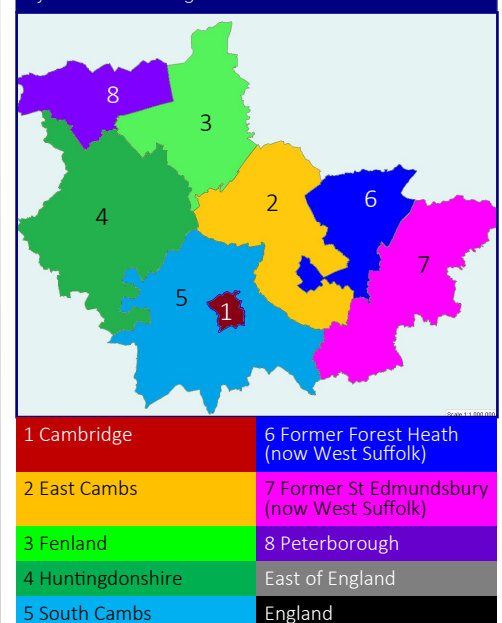 8
3
2
6
4
7
5
1
Scale 1:1,000,000
1 Cambridge
6 Former Forest Heath
(now West Suffolk)
2 East Cambs
7 Former St Edmundsbury
(now West Suffolk)
3 Fenland
8 Peterborough
4 Huntingdonshire
East of England
5 South Cambs
England